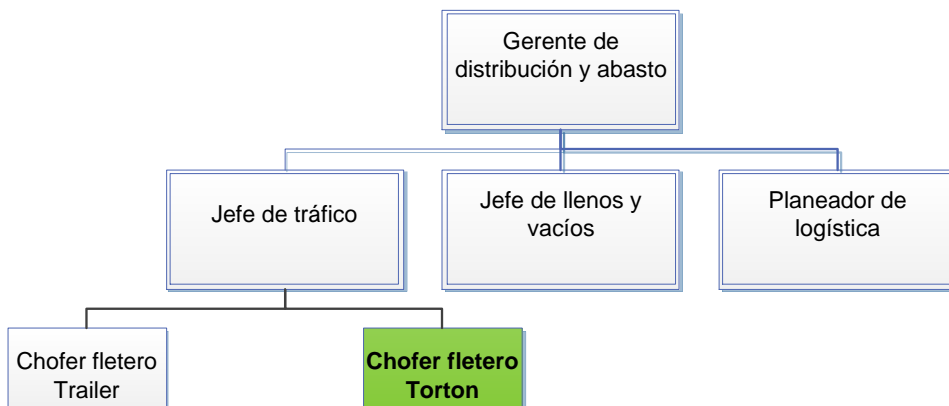 Gerente de
distribución y abasto
Jefe de tráfico
Jefe de llenos y
vacíos
Planeador de
logística
Chofer fletero
Trailer
Chofer fletero
Torton